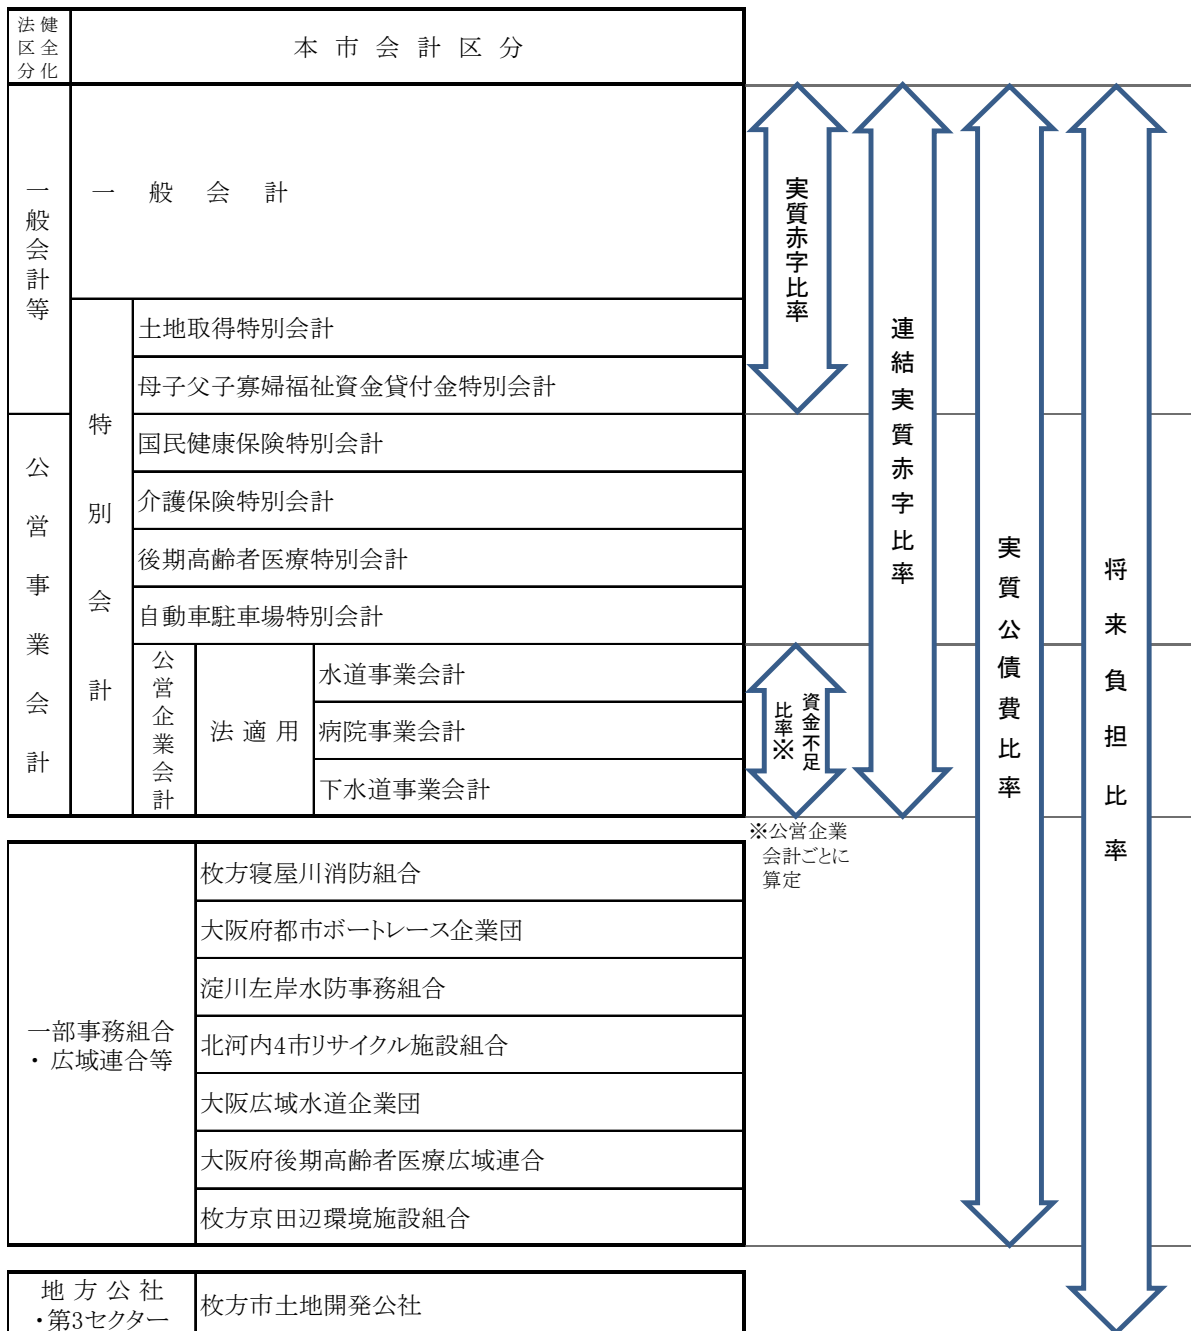 健全化
法区分
本市会計区分
一般会計等
一般会計
特別会計
土地取得特別会計
母子父子寡婦福祉資金貸付金特別会計
公営事業会計
国民健康保険特別会計
介護保険特別会計
後期高齢者医療特別会計
自動車駐車場特別会計
公営企業会計
法適用
水道事業会計
病院事業会計
下水道事業会計
実質赤字比率
連結実質赤字比率
実質公債費比率
将来負担比率
資金不足
比率※
※公営企業
会計ごとに
算定
一部事務組合
・広域連合等
枚方寝屋川消防組合
大阪府都市ボートレース企業団
淀川左岸水防事務組合
北河内4市リサイクル施設組合
大阪広域水道企業団
大阪府後期高齢者医療広域連合
枚方京田辺環境施設組合
地方公社
・第3セクター
枚方市土地開発公社